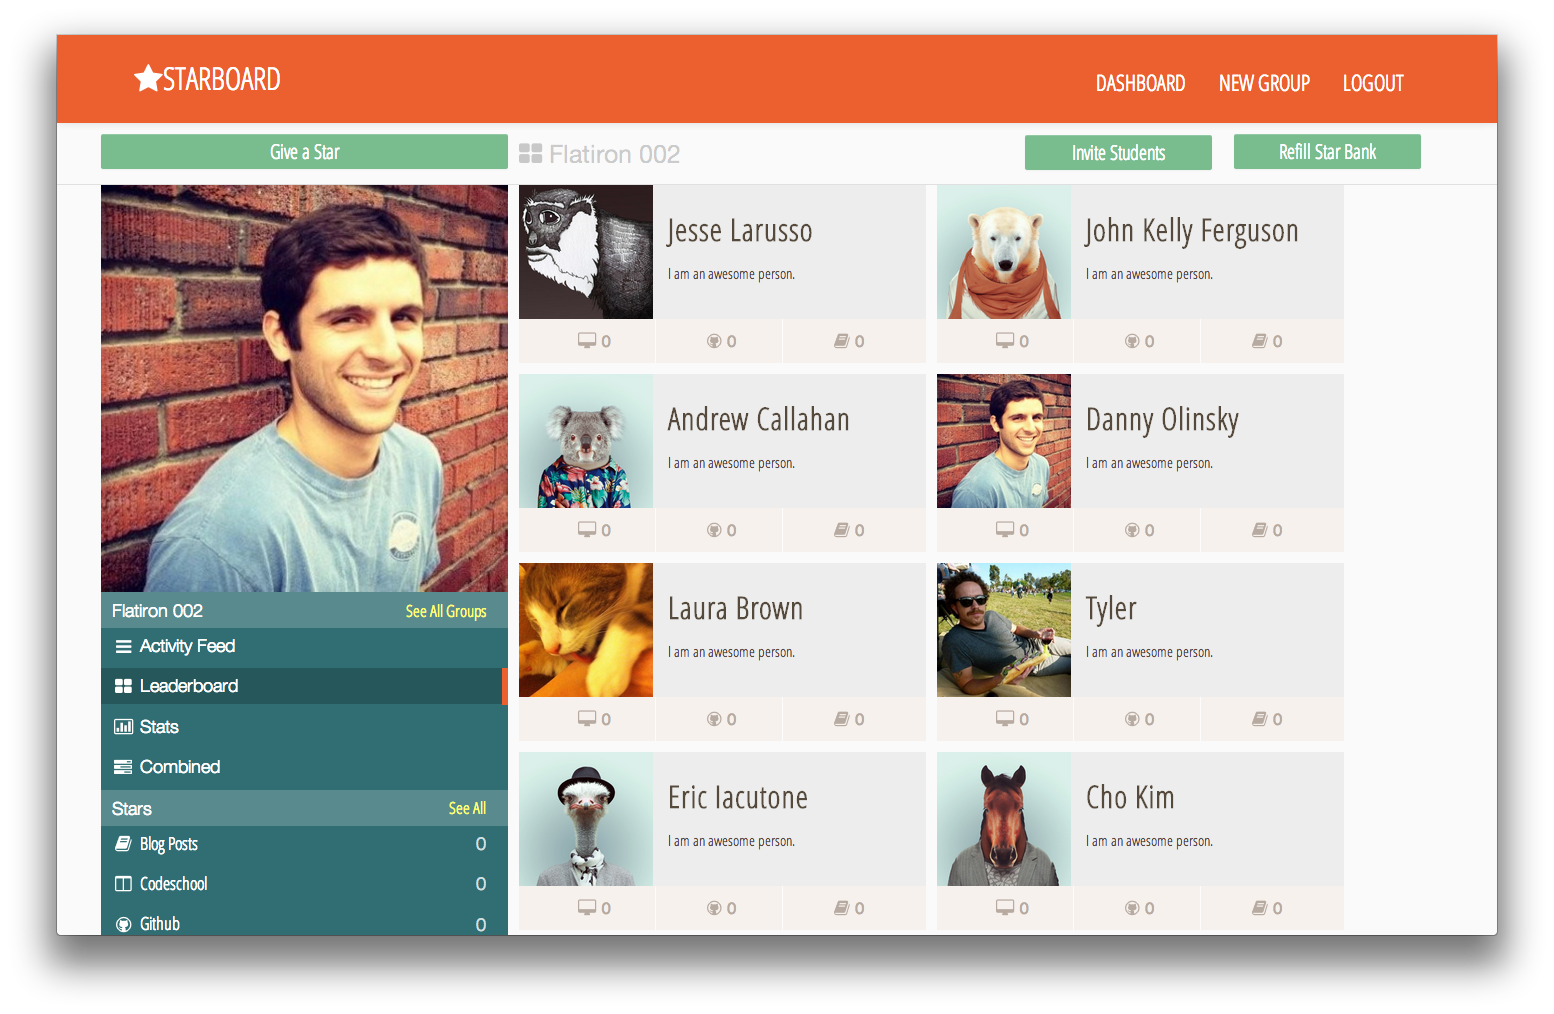 STARBOARD
DASHBOARD NEW GROUP LOGOUT
Give a Star
Flatiron 002
Invite Students
Refill Star Bank
Flatiron 002 See All Groups
Activity Feed
Leaderboard
Stats
Combined
Stars See All
Blog Posts 0
Codeschool 0
Github 0
Jesse Larusso
I am an awesome person.
0 0 0
John Kelly Ferguson
I am an awesome person.
0 0 0
Andrew Callahan
I am an awesome person.
0 0 0
Danny Olinsky
I am an awesome person.
0 0 0
Laura Brown
I am an awesome person.
0 0 0
Tyler
I am an awesome person.
0 0 0
Eric Iacutone
I am an awesome person.
0 0 0
Cho Kim
I am an awesome person.
0 0 0